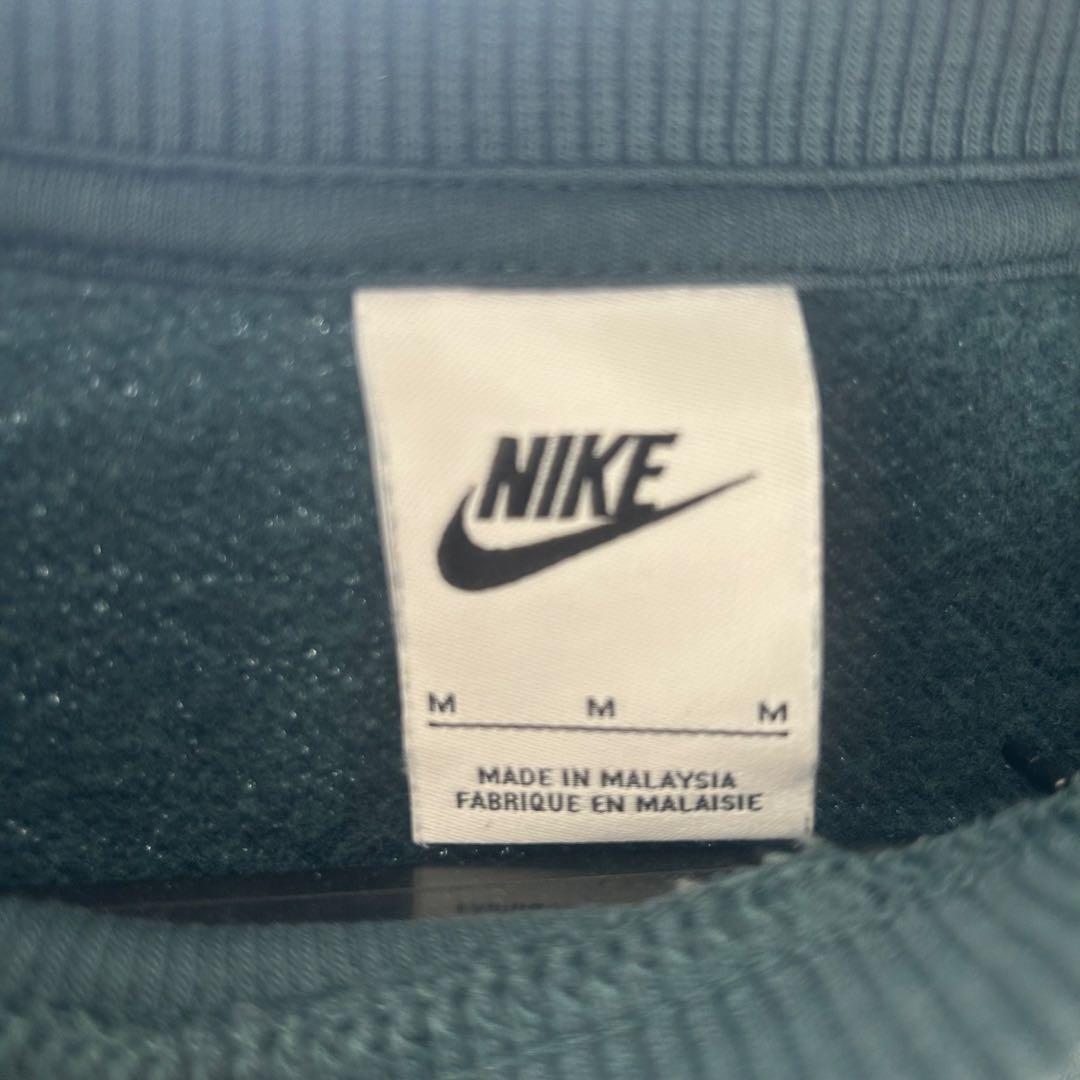 NIKE
M M M
MADE IN MALAYSIA
FABRIQUE EN MALAISIE